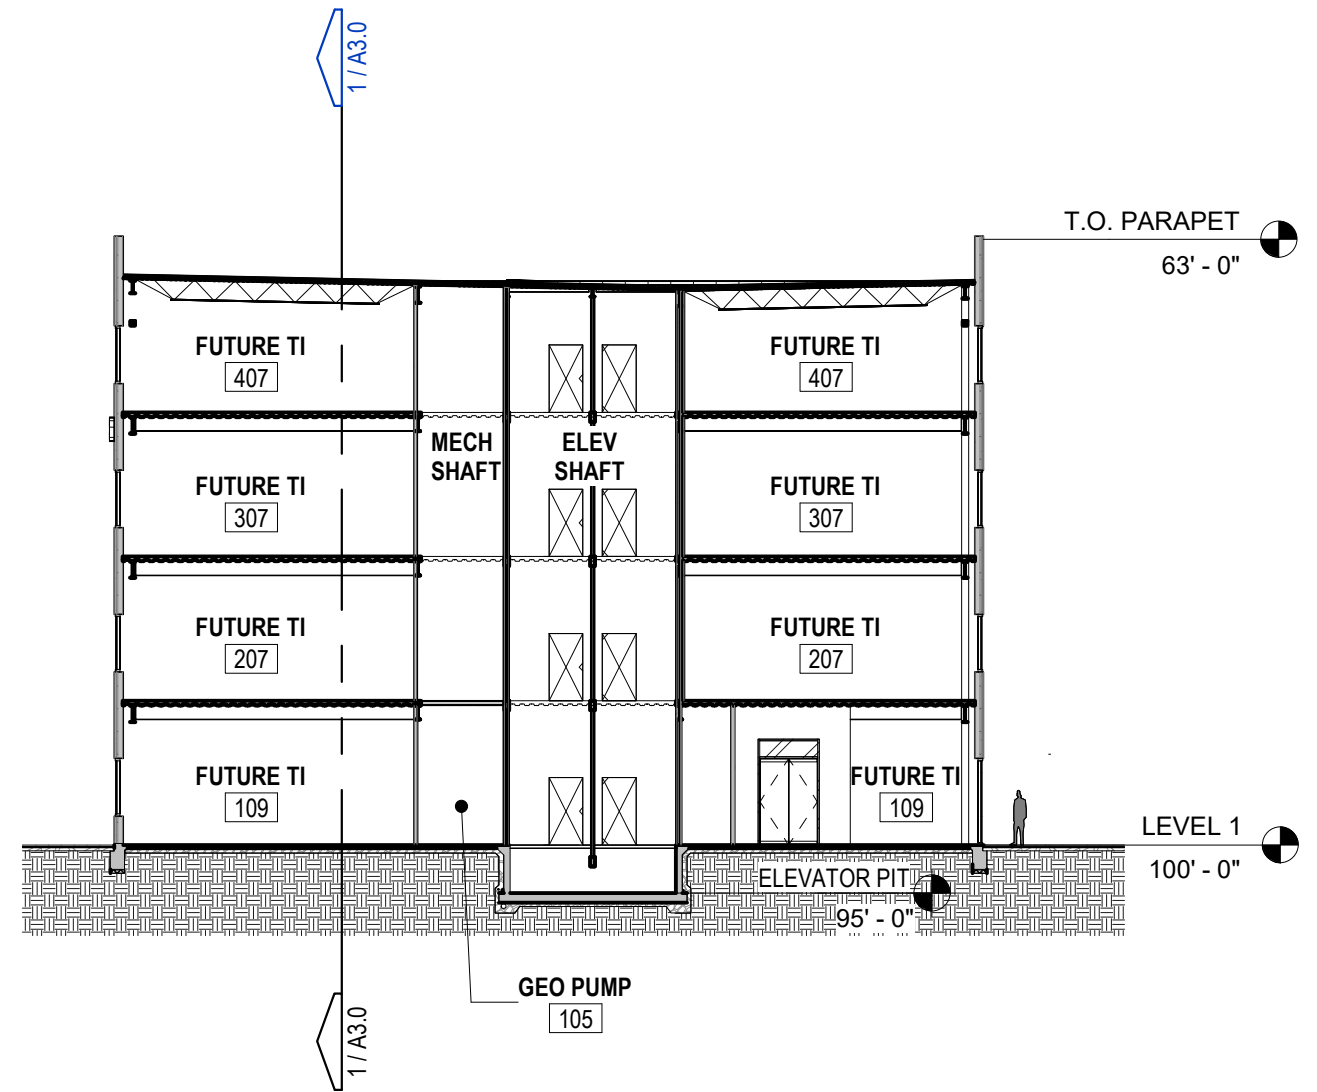 1 / A3.0
T.O. PARAPET
63' - 0"
FUTURE TI
407
FUTURE TI
407
MECH
SHAFT
ELEV
SHAFT
FUTURE TI
307
FUTURE TI
307
FUTURE TI
207
FUTURE TI
207
FUTURE TI
109
FUTURE TI
109
LEVEL 1
100' - 0"
ELEVATOR PIT
95' - 0"
GEO PUMP
105
1 / A3.0